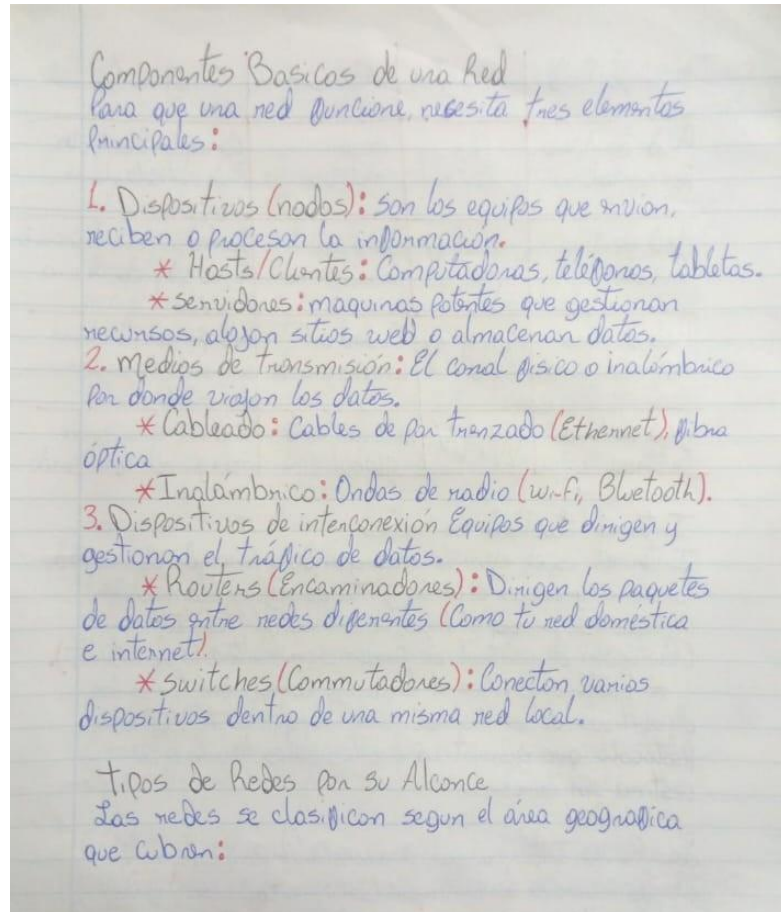 Componentes Basicos de una Red
Para que una red funcione, necesita tres elementos
Principales:
1. Dispositivos (nodos): son los equipos que envian,
reciben o procesan la información.
* Hosts/Clientes: Computadoras, teléfonos, tabletas.
* servidores: maquinas potentes que gestionan
recursos, alojan sitios web o almacenan datos.
2. medios de transmisión: El canal fisico o inalámbrico
por donde viajan los datos.
* Cableado: Cables de par trenzado (Ethernet), fibra
óptica
* Inalámbrico: Ondas de radio (wi-fi, Bluetooth).
3. Dispositivos de interconexión Equipos que dirigen y
gestionan el tráfico de datos.
* Routers (Encaminadores): Dirigen los paquetes
de datos entre redes diferentes (Como tu red doméstica
e internet).
* switches (Commutadores): Conectan varios
dispositivos dentro de una misma red local.
tipos de Redes por su Alcance
Las redes se clasifican segun el área geografica
que cubren: